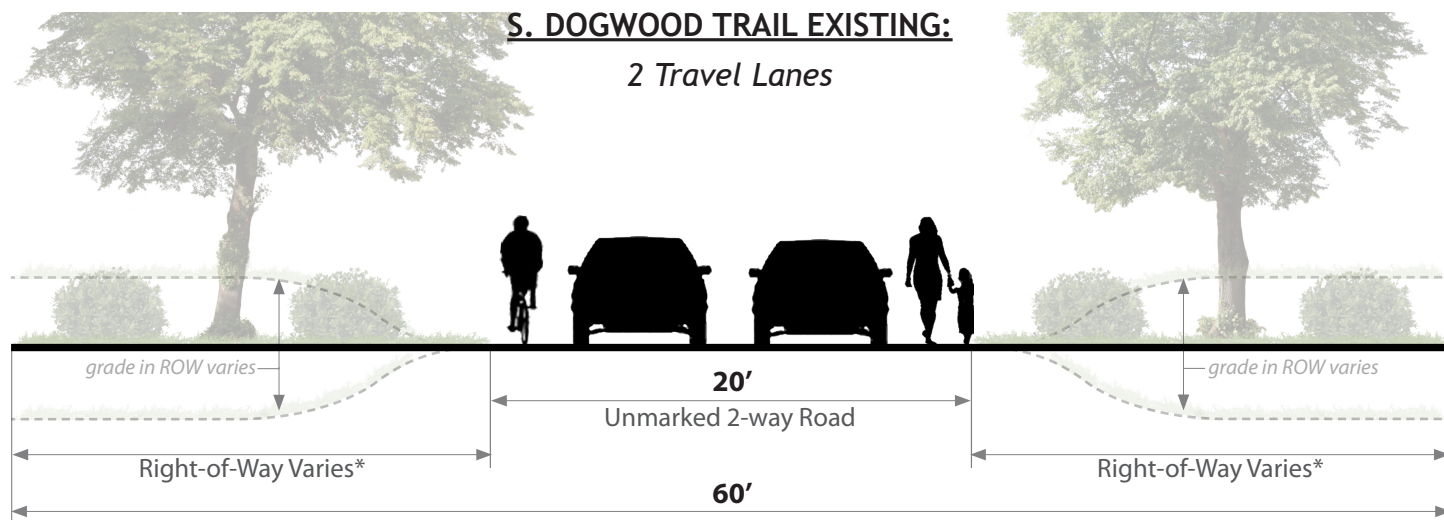 S. DOGWOOD TRAIL EXISTING:
2 Travel Lanes
grade in ROW varies
grade in ROW varies
20’
Unmarked 2-way Road
Right-of-Way Varies*
Right-of-Way Varies*
60’